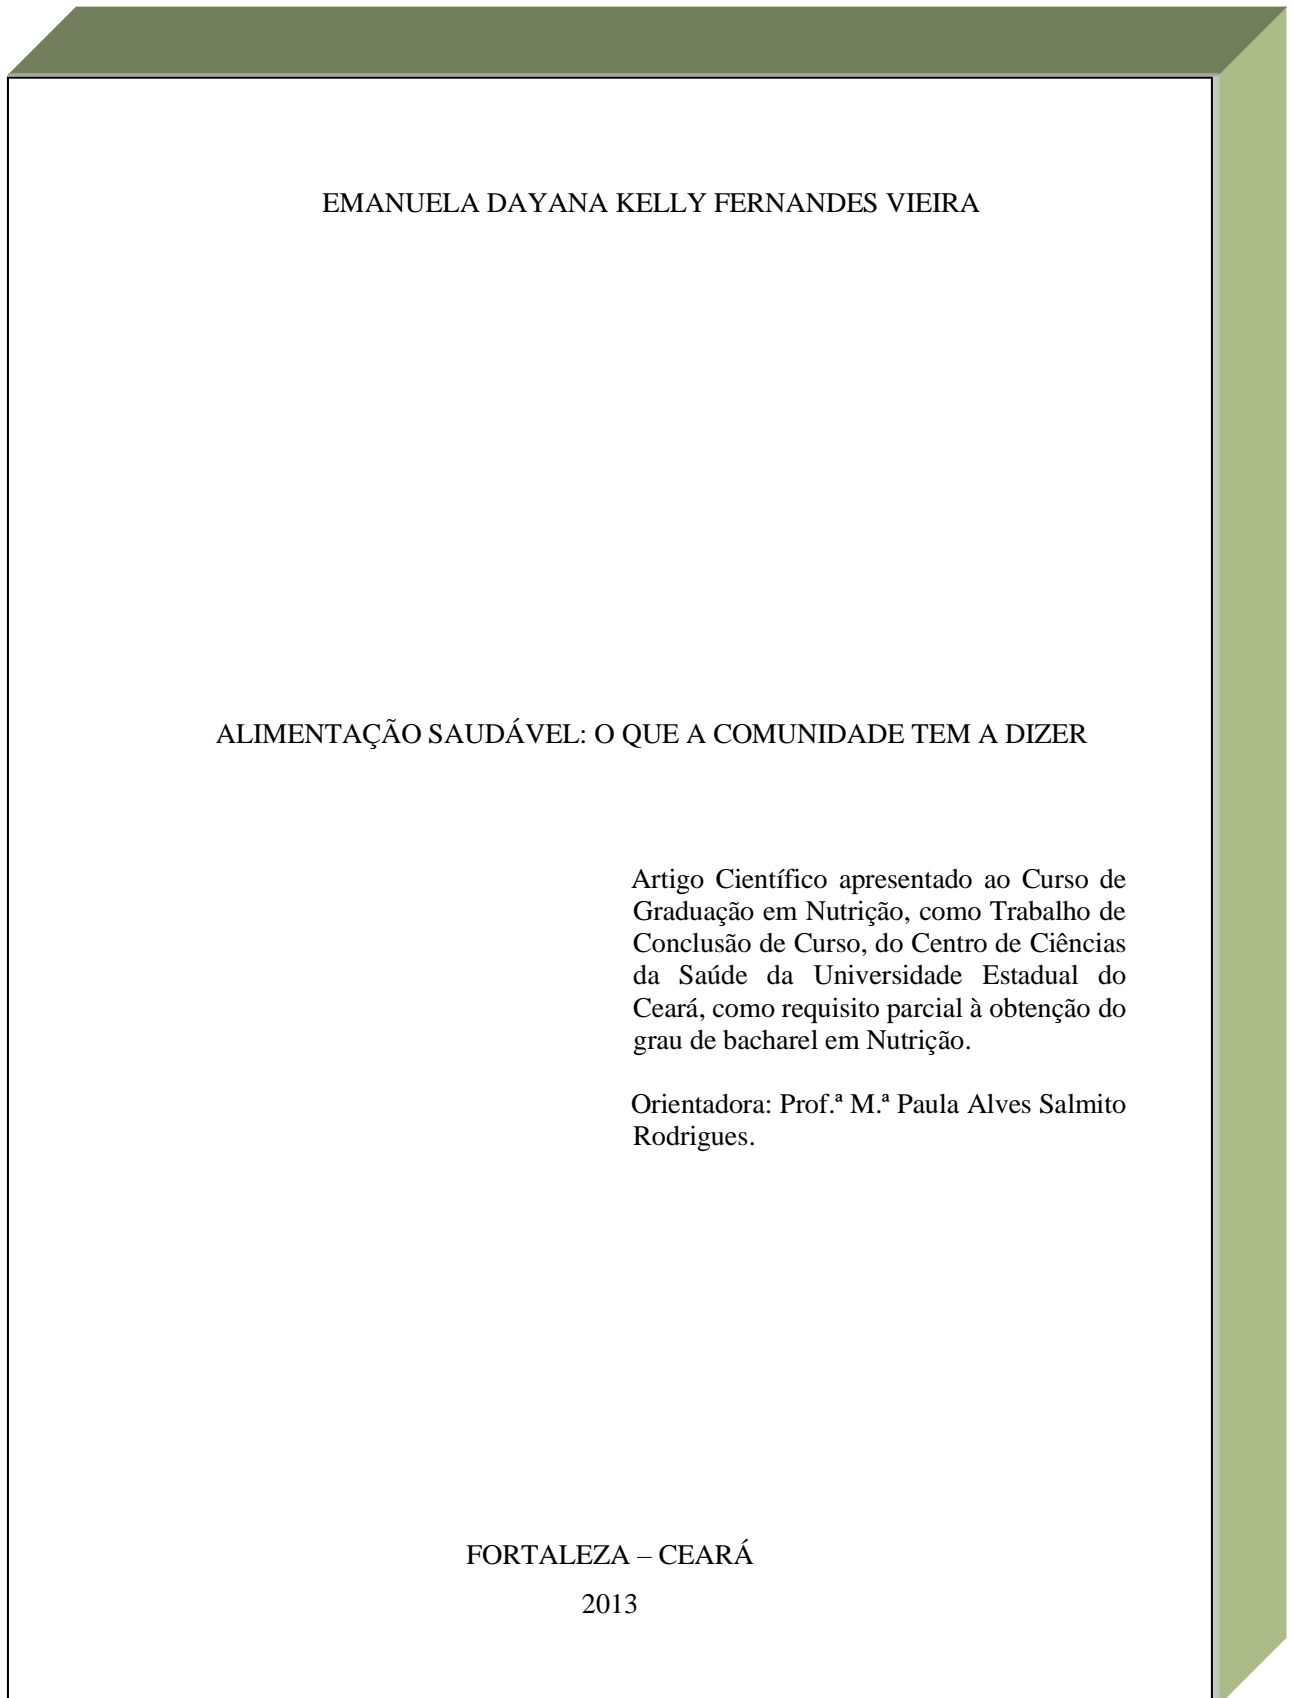 EMANUELA DAYANA KELLY FERNANDES VIEIRA
ALIMENTAÇÃO SAUDÁVEL: O QUE A COMUNIDADE TEM A DIZER
Artigo Científico apresentado ao Curso de
Graduação em Nutrição, como Trabalho de
Conclusão de Curso, do Centro de Ciências
da Saúde da Universidade Estadual do
Ceará, como requisito parcial à obtenção do
grau de bacharel em Nutrição.
Orientadora: Prof.ª M.ª Paula Alves Salmito
Rodrigues.
FORTALEZA – CEARÁ
2013